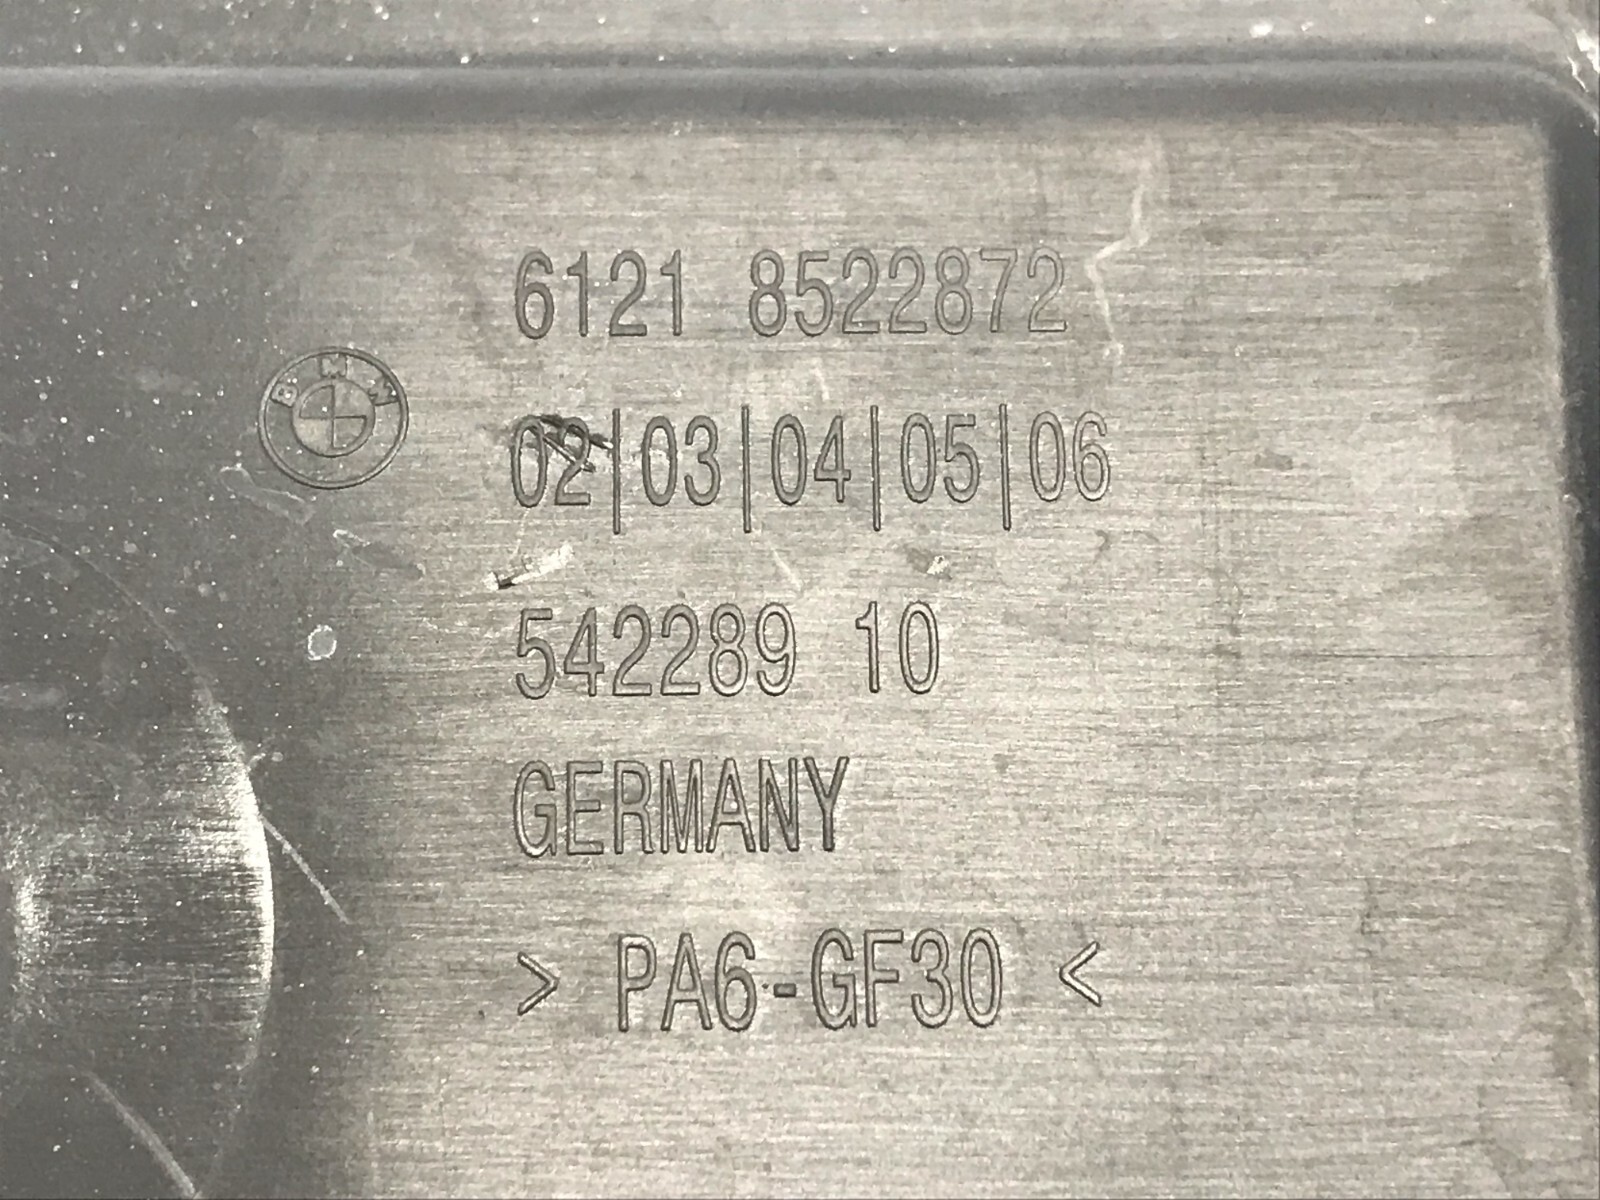 6121 8522872
BMW
02|03|04|05|06
542289 10
GERMANY
> PA6-GF30 <